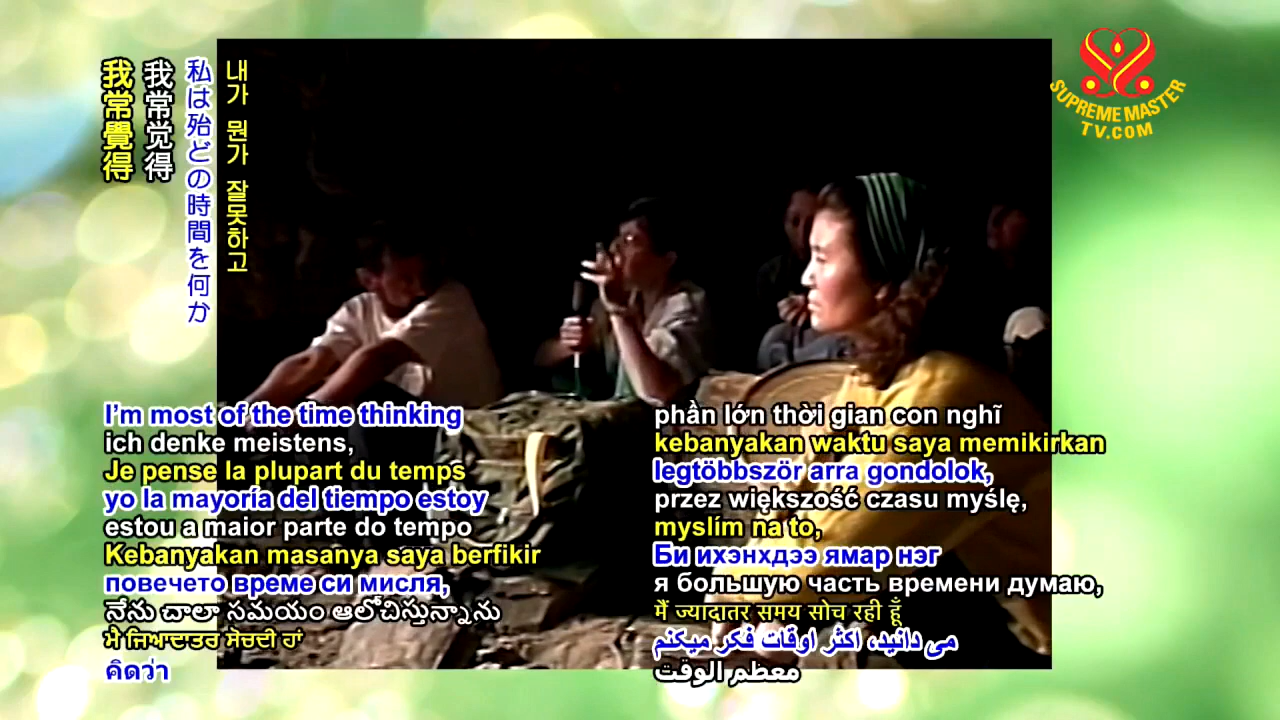 我常覺得
我常觉得
私は殆どの時間を何か
내가 뭔가 잘못하고
SUPREME MASTER
TV.COM
I'm most of the time thinking
ich denke meistens,
Je pense la plupart du temps
yo la mayoría del tiempo estoy
estou a maior parte do tempo
Kebanyakan masanya saya berfikir
повечето време си мисля,
నేను చాలా సమయం ఆలోచిస్తున్నాను
ਮੈਂ ਜਿਆਦਾਤਰ ਸੋਚਦੀ ਹਾਂ
คิดว่า
phần lớn thời gian con nghĩ
kebanyakan waktu saya memikirkan
legtöbbször arra gondolok,
przez większość czasu myślę,
myslím na to,
Би ихэнхдээ ямар нэг
я большую часть времени думаю,
मैं ज्यादातर समय सोच रही हूँ
می دانید، اکثر اوقات فکر میکنم
معظم الوقت